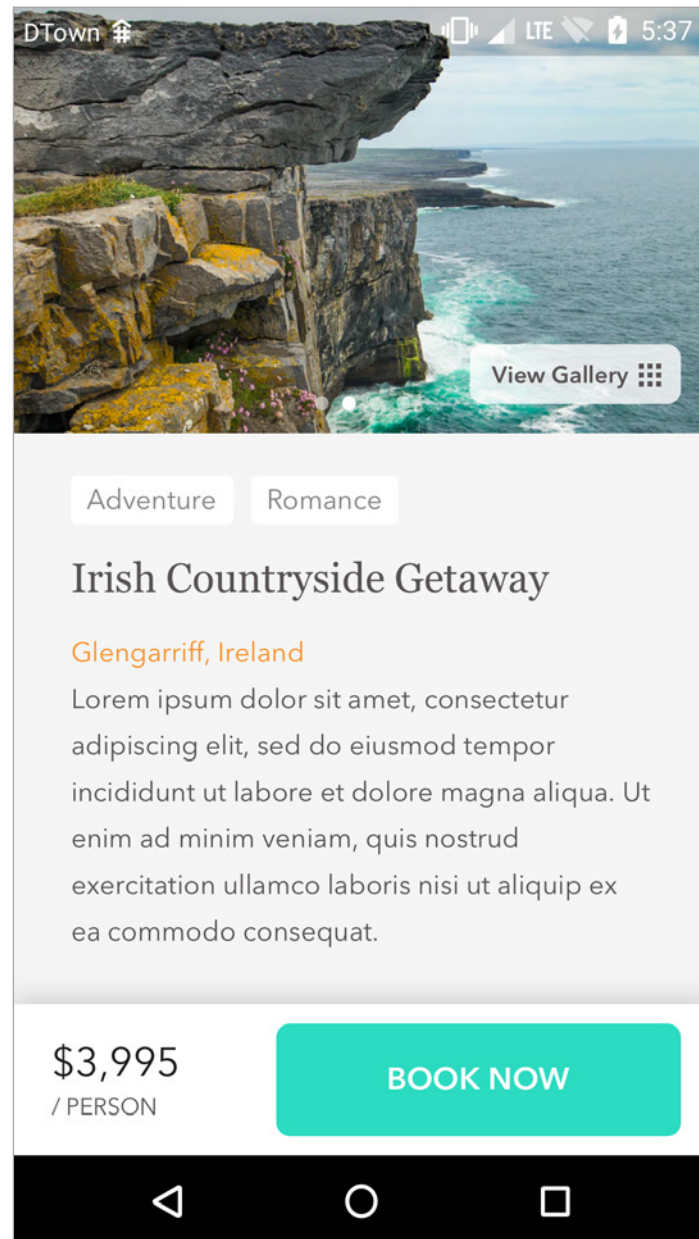 DTown LTE 5:37
View Gallery
Adventure Romance
Irish Countryside Getaway
Glengarriff, Ireland
Lorem ipsum dolor sit amet, consectetur
adipiscing elit, sed do eiusmod tempor
incididunt ut labore et dolore magna aliqua. Ut
enim ad minim veniam, quis nostrud
exercitation ullamco laboris nisi ut aliquip ex
ea commodo consequat.
$3,995
/ PERSON
BOOK NOW